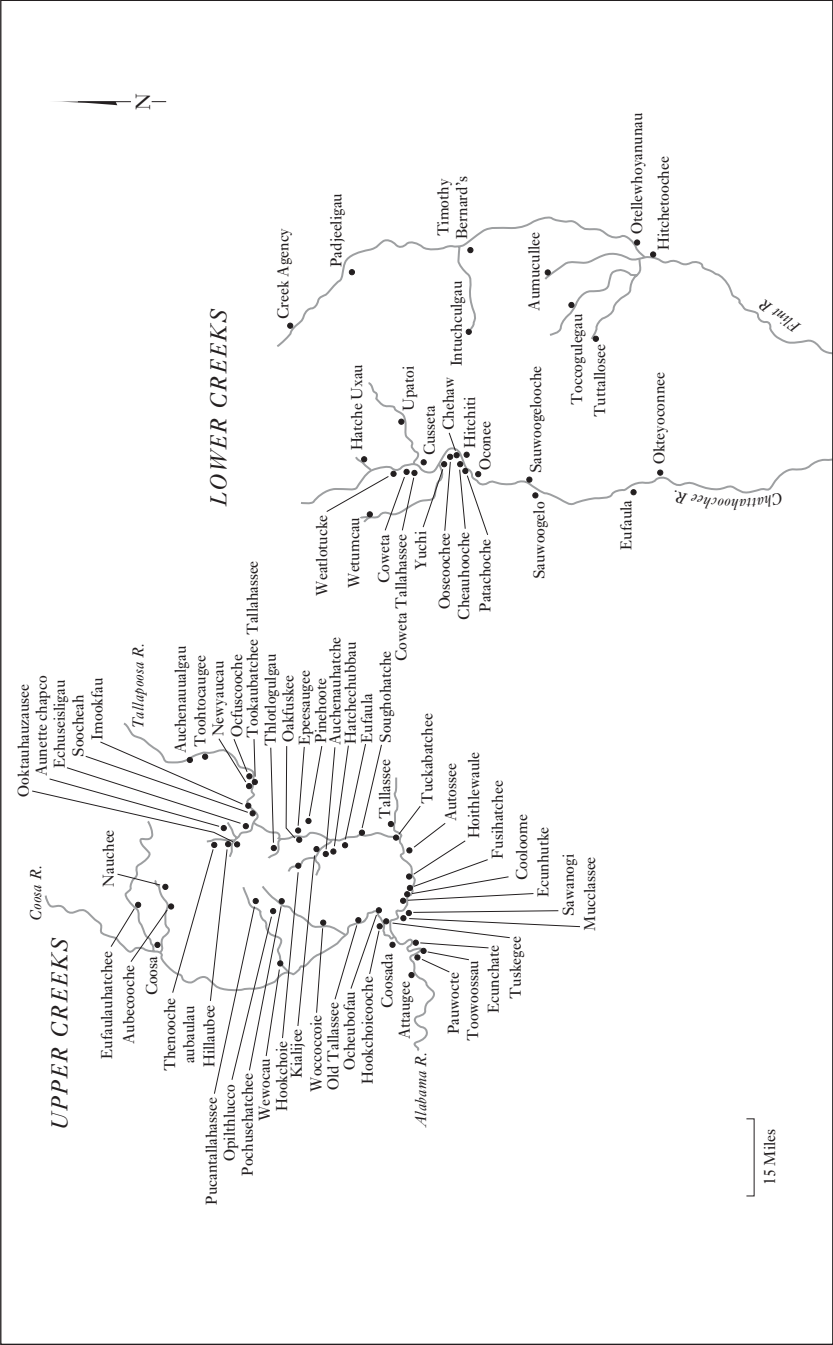 N
UPPER CREEKS
LOWER CREEKS
Coosa R.
Tallapoosa R.
Alabama R.
Chattahoochee R.
Flint R.
Ooktauhauzausee
Aunette chapco
Echuseisligau
Soocheah
Imookfau
Auchenauualgau
Toohtocaugee
Newyaucau
Ocfuscooche
Tookaubatchee Tallahassee
Thlotlogulgau
Oakfuskee
Epeesaugee
Pinehoote
Auchenauhatche
Hatchechubbau
Eufaula
Soughohatche
Tallassee
Tuckabatchee
Autossee
Hoithlewaule
Fusihatchee
Cooloome
Ecunhutke
Sawanogi
Mucclassee
Nauchee
Eufaulauhatchee
Aubecooche
Coosa
Thenooche
aubaulau
Hillaubee
Pucantallahassee
Opilthlucco
Pochusehatchee
Wewocau
Hookchoie
Kialijee
Woccoccoie
Old Tallassee
Ocheubofau
Hookchoieooche
Coosada
Attaugee
Pauwocte
Toowoossau
Ecunchate
Tuskegee
Weatlotucke
Wetumcau
Coweta
Coweta Tallahassee
Yuchi
Ooseoochee
Cheauhooche
Patachoche
Hatche Uxau
Upatoi
Cusseta
Chehaw
Hitchiti
Oconee
Sauwoogelooche
Sauwoogelo
Eufaula
Okteyoconnee
Creek Agency
Padjeeligau
Timothy
Bernard's
Intuchculgau
Aumucullee
Toccogulegau
Tuttallosee
Otellewhoyanunau
Hitchetoochee
15 Miles